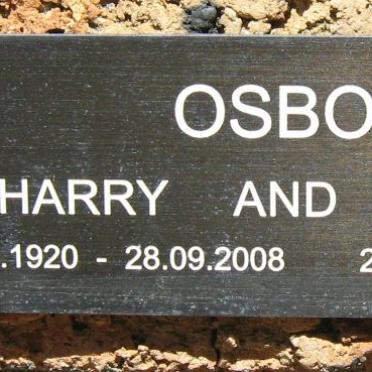 OSBO
HARRY AND
.1920 - 28.09.2008 2